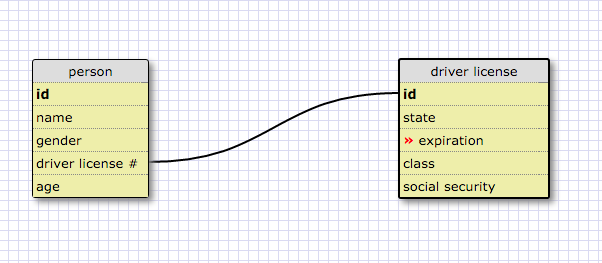 person
id
name
gender
driver license #
age
driver license
id
state
» expiration
class
social security